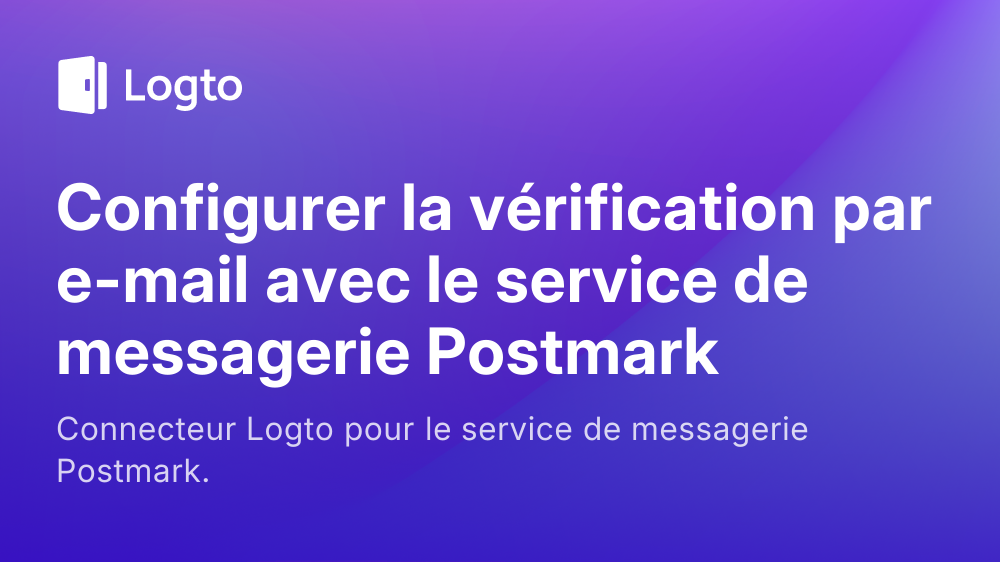 Logto
Configurer la vérification par
e-mail avec le service de
messagerie Postmark
Connecteur Logto pour le service de messagerie
Postmark.